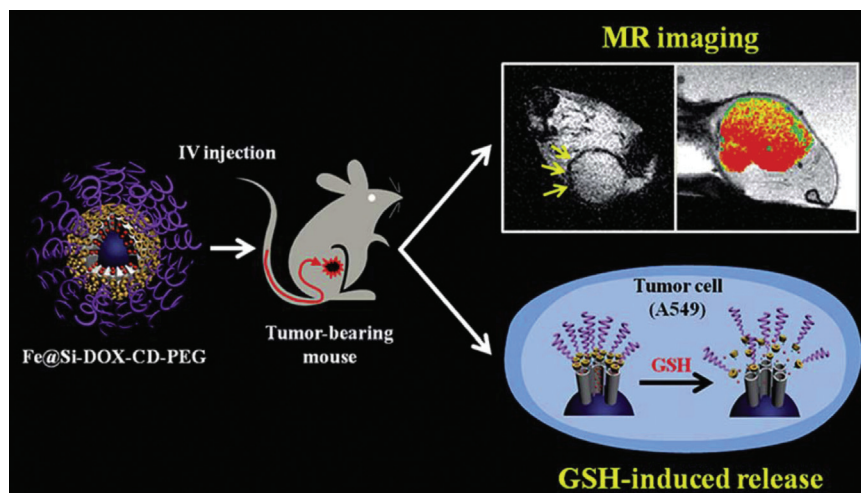 MR imaging
IV injection
Fe@Si-DOX-CD-PEG
Tumor-bearing
mouse
Tumor cell
(A549)
GSH
GSH-induced release